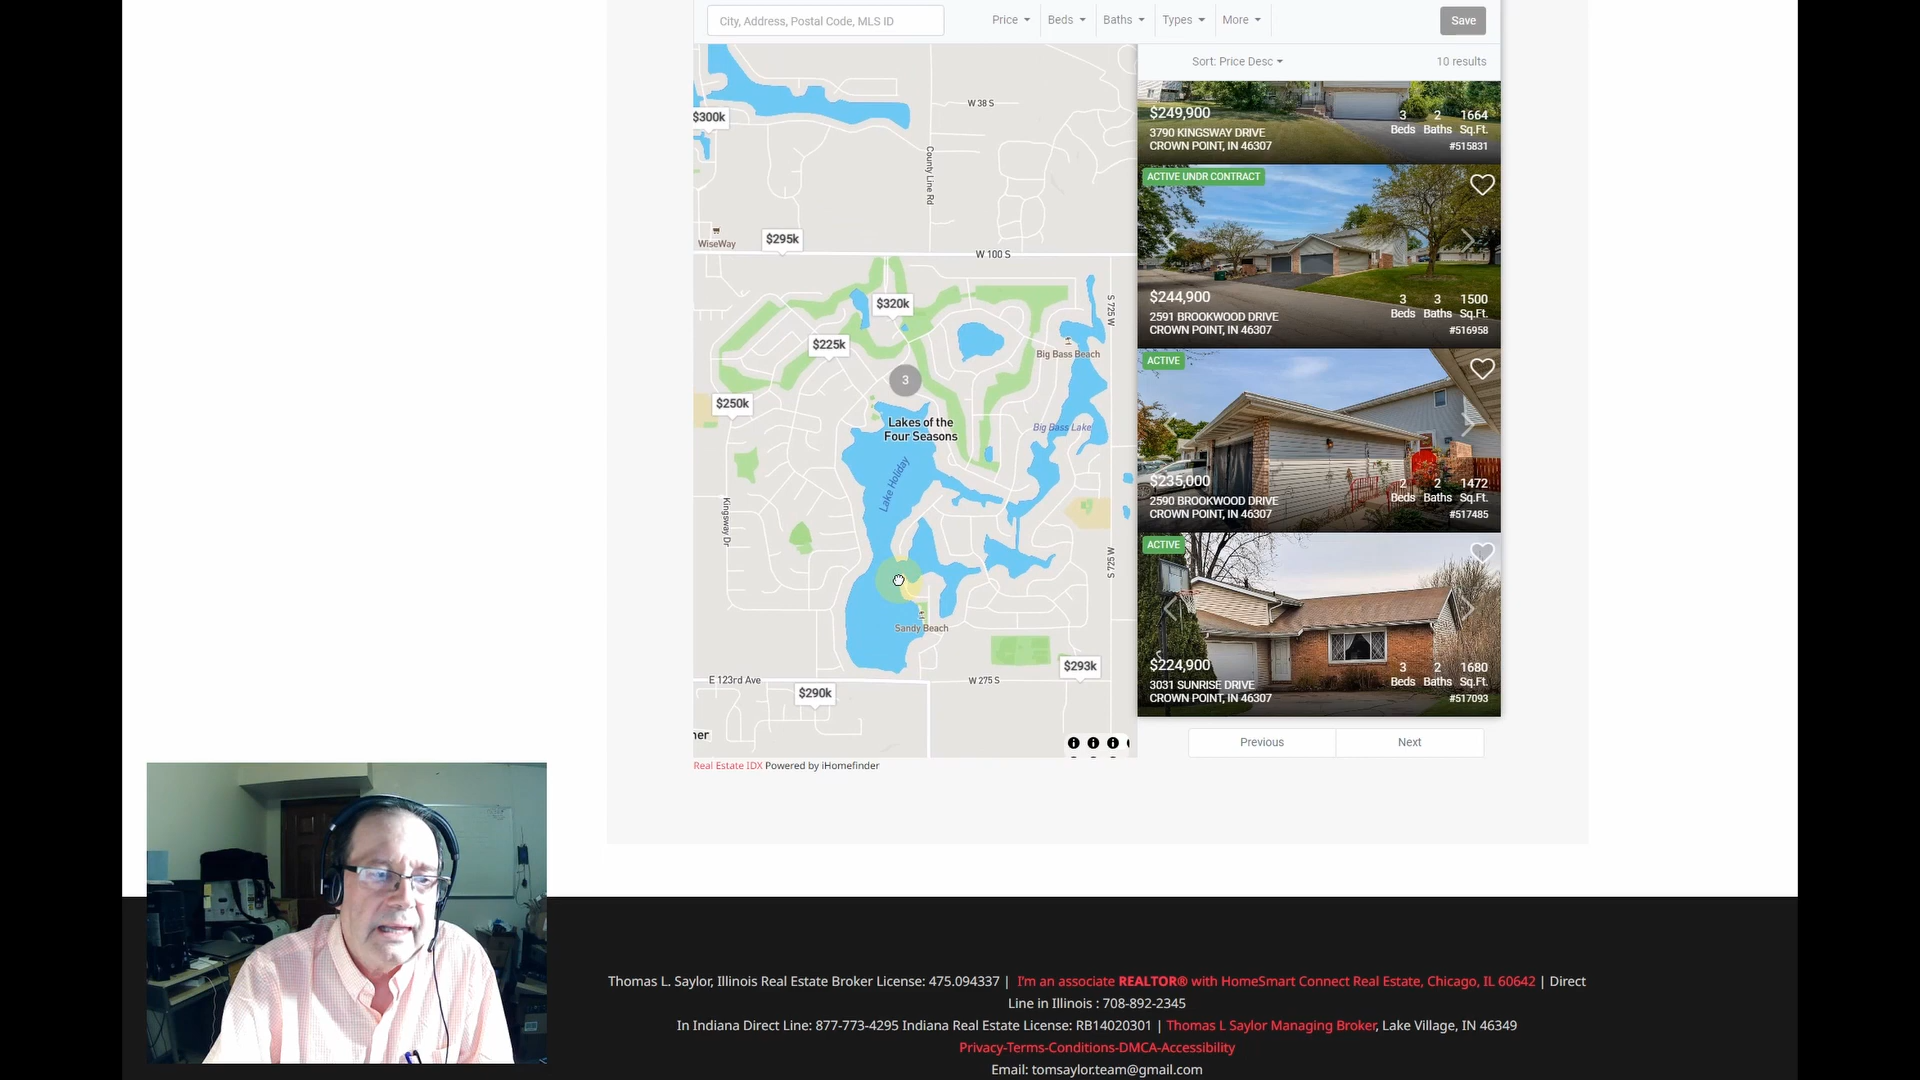 City, Address, Postal Code, MLS ID
Price
Beds
Baths
Types
More
Save
Sort: Price Desc
10 results
$300k
W 38 S
County Line Rd
WiseWay
$295k
W 100 S
S 725 W
$320k
$225k
Big Bass Beach
3
$250k
Lakes of the
Four Seasons
Big Bass Lake
Lake Holiday
Kingsway Dr
S 725 W
Sandy Beach
$293k
E 123rd Ave
W 275 S
$290k
ner
Real Estate IDX Powered by iHomefinder
$249,900
3 2 1664
Beds Baths Sq.Ft.
3790 KINGSWAY DRIVE
CROWN POINT, IN 46307
#515831
ACTIVE UNDR CONTRACT
$244,900
3 3 1500
Beds Baths Sq.Ft.
2591 BROOKWOOD DRIVE
CROWN POINT, IN 46307
#516958
ACTIVE
$235,000
2 2 1472
Beds Baths Sq.Ft.
2590 BROOKWOOD DRIVE
CROWN POINT, IN 46307
#517485
ACTIVE
$224,900
3 2 1680
Beds Baths Sq.Ft.
3031 SUNRISE DRIVE
CROWN POINT, IN 46307
#517093
Previous
Next
Thomas L. Saylor, Illinois Real Estate Broker License: 475.094337 | I'm an associate REALTOR® with HomeSmart Connect Real Estate, Chicago, IL 60642 | Direct
Line in Illinois : 708-892-2345
In Indiana Direct Line: 877-773-4295 Indiana Real Estate License: RB14020301 | Thomas L Saylor Managing Broker, Lake Village, IN 46349
Privacy-Terms-Conditions-DMCA-Accessibility
Email: tomsaylor.team@gmail.com